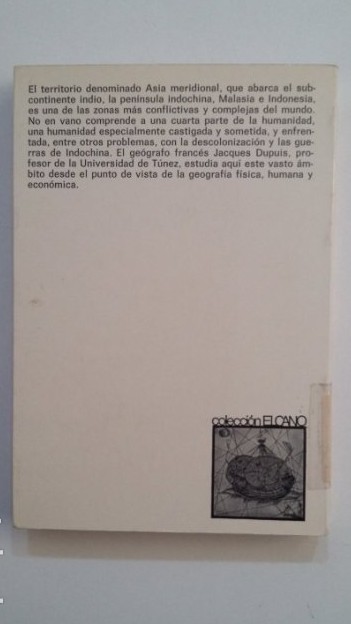 El territorio denominado Asia meridional, que abarca el sub-
continente indio, la península Indochina, Malasia e Indonesia,
es una de las zonas más conflictivas y complejas del mundo.
No en vano comprende a una cuarta parte de la humanidad,
una humanidad especialmente castigada y sometida, y enfren-
tada, entre otros problemas, con la descolonización y las gue-
rras de Indochina. El geógrafo francés Jacques Dupuis, pro-
fesor de la Universidad de Túnez, estudia aquí este vasto ám-
bito desde el punto de vista de la geografía física, humana y
económica.
colección ELCANO